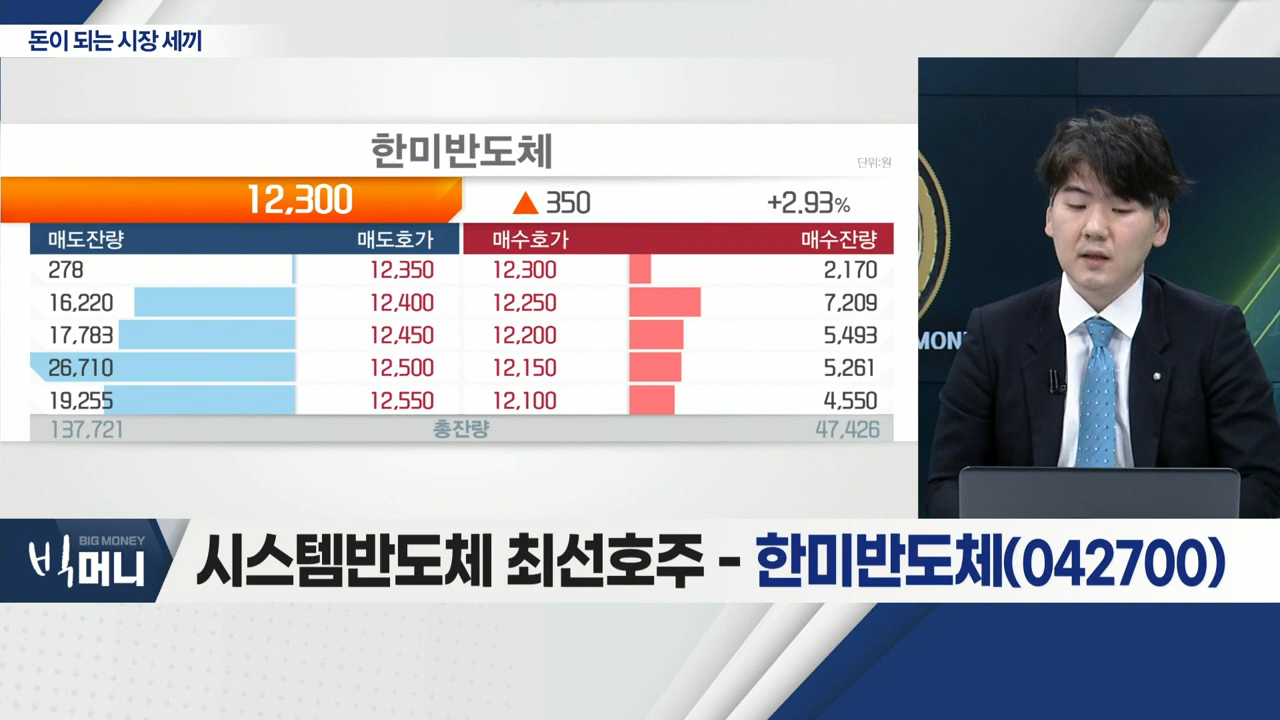 돈이 되는 시장 세끼
한미반도체
단위:원
12,300 ▲ 350 +2.93%
매도잔량 매도호가 매수호가 매수잔량
278 12,350 12,300 2,170
16,220 12,400 12,250 7,209
17,783 12,450 12,200 5,493
26,710 12,500 12,150 5,261
19,255 12,550 12,100 4,550
137,721 총잔량 47,426
MON
BIG MONEY
빅머니
시스템반도체 최선호주 - 한미반도체(042700)